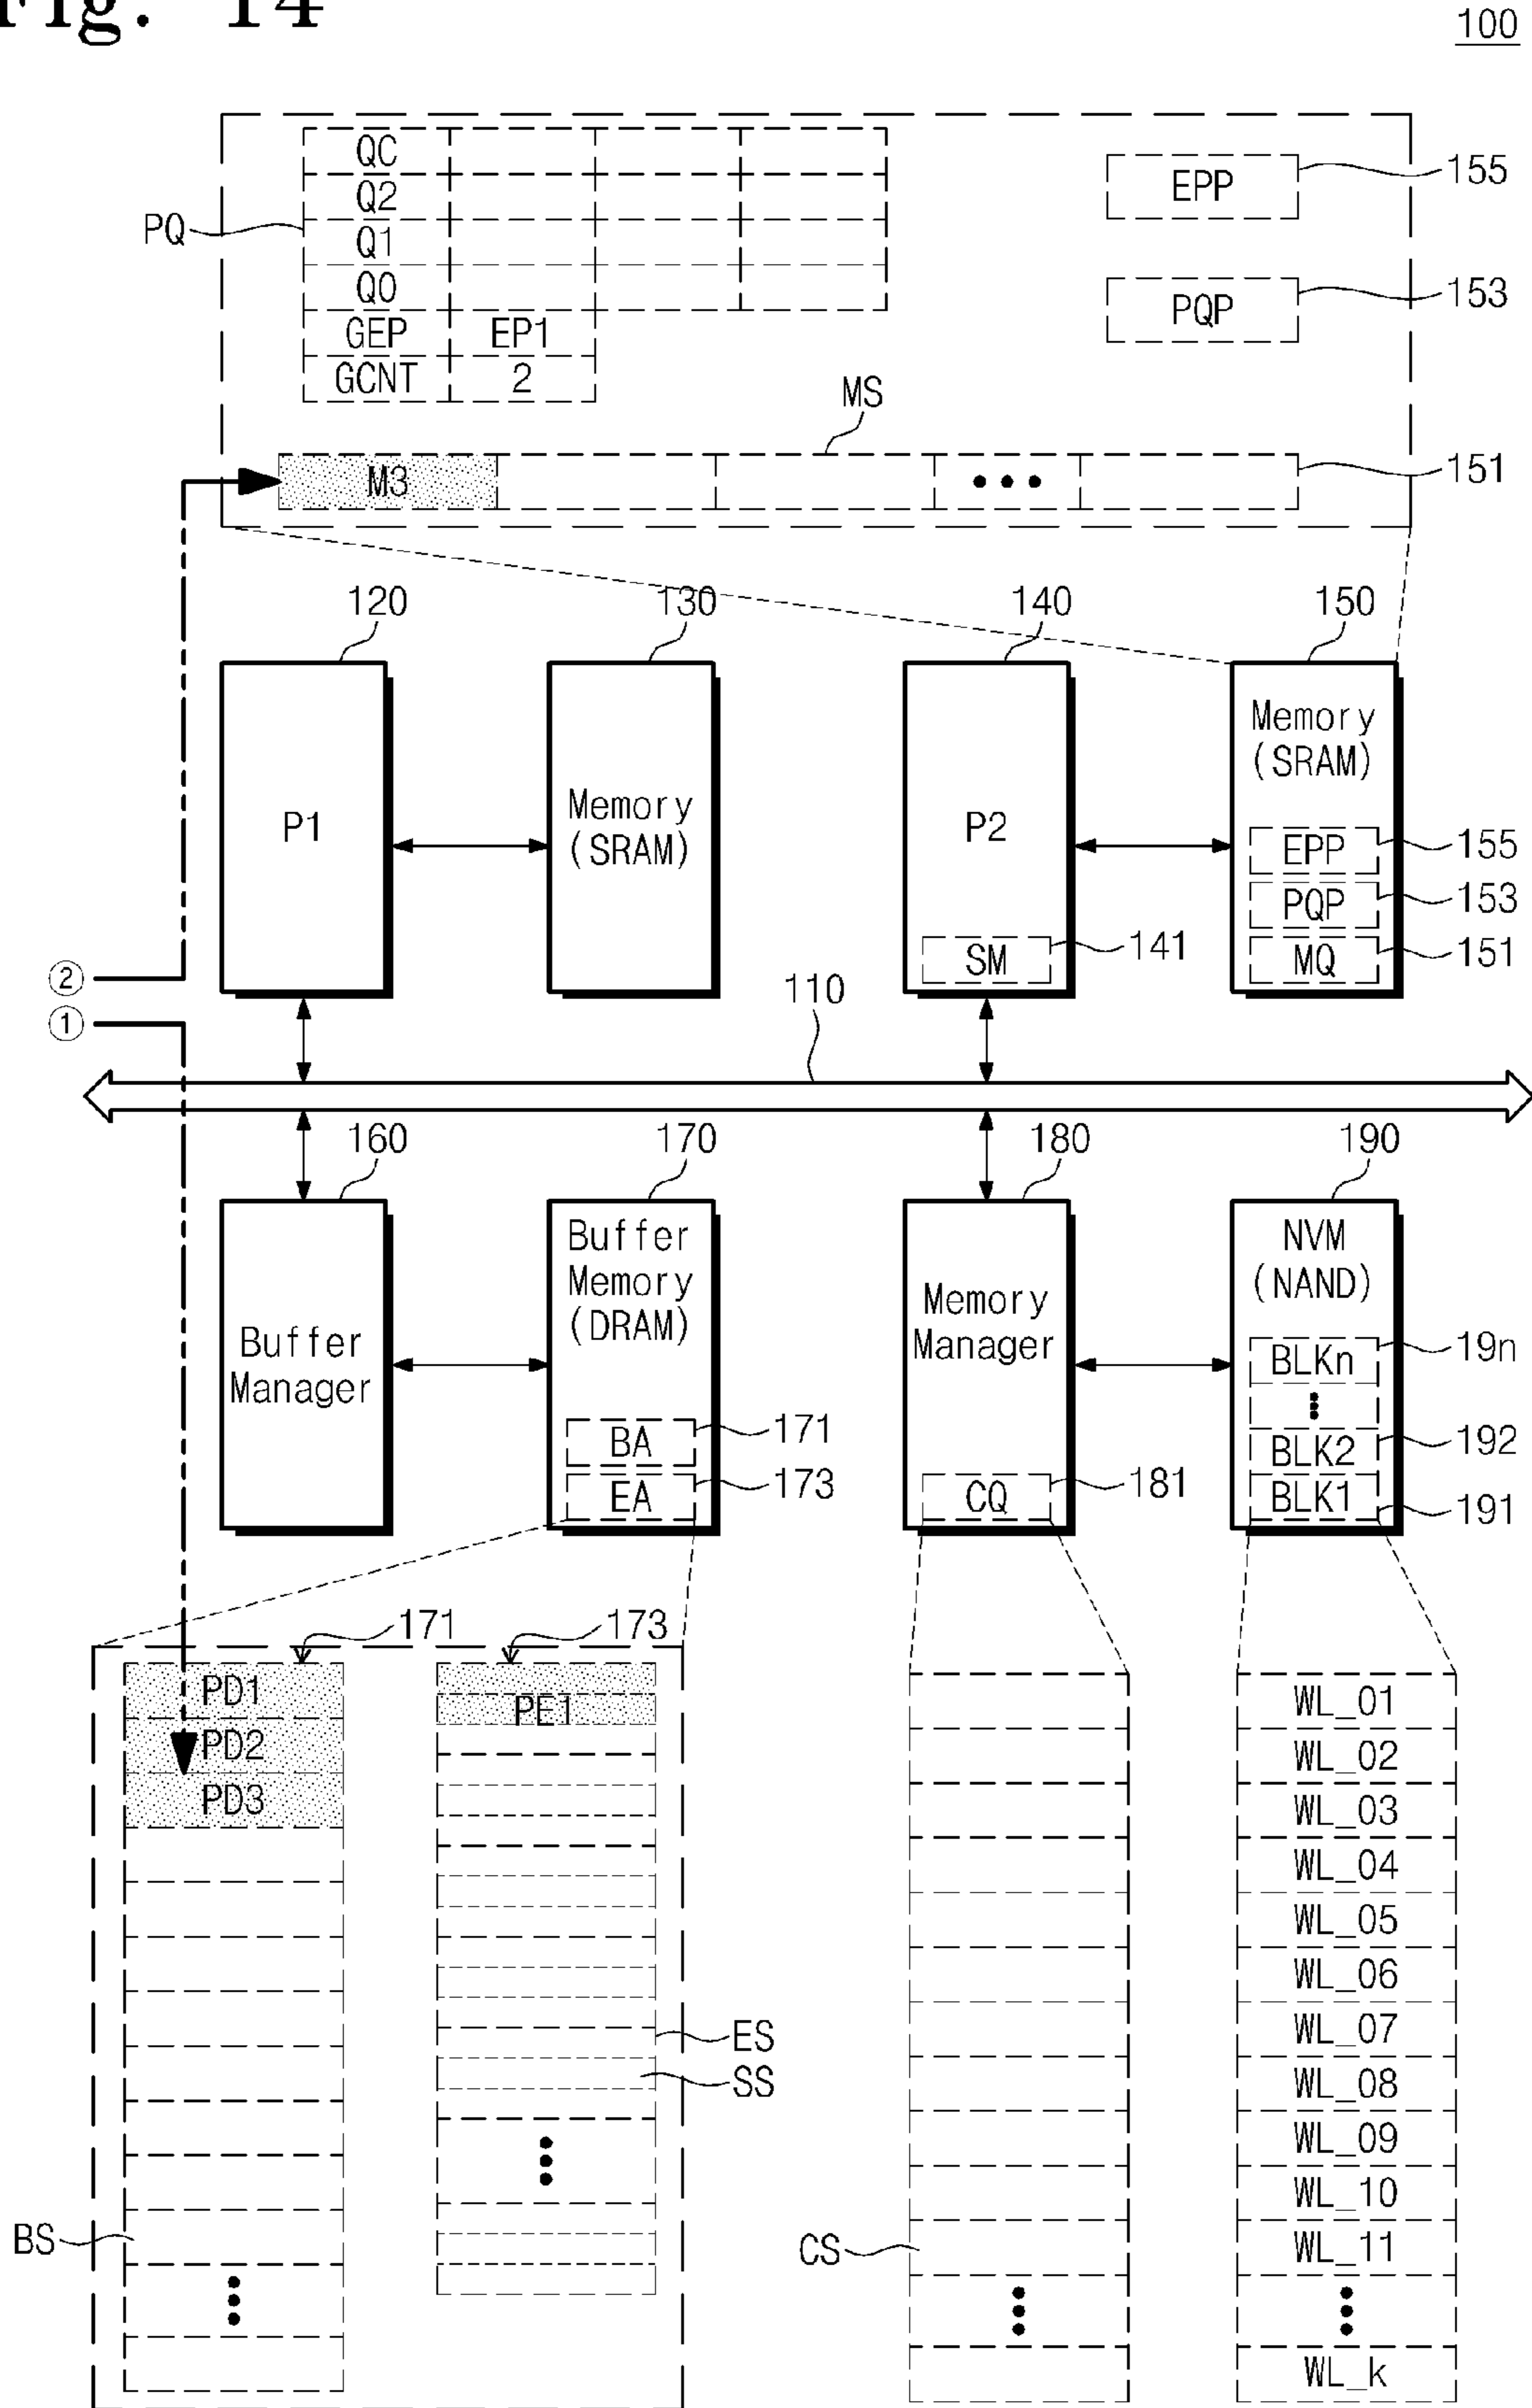 Fig. 14
100
QC
Q2
PQ
Q1
Q0
GEP EP1
GCNT 2
EPP 155
PQP 153
MS
M3 ••• 151
120 130 140 150
P1
Memory
(SRAM)
P2
SM 141
Memory
(SRAM)
EPP 155
PQP 153
MQ 151
②
①
110
160 170 180 190
Buffer
Manager
Buffer
Memory
(DRAM)
BA 171
EA 173
Memory
Manager
CQ 181
NVM
(NAND)
BLKn 19n
BLK2 192
BLK1 191
171 173
PD1
PD2
PD3
PE1
ES
SS
BS
CS
WL_01
WL_02
WL_03
WL_04
WL_05
WL_06
WL_07
WL_08
WL_09
WL_10
WL_11
WL_k